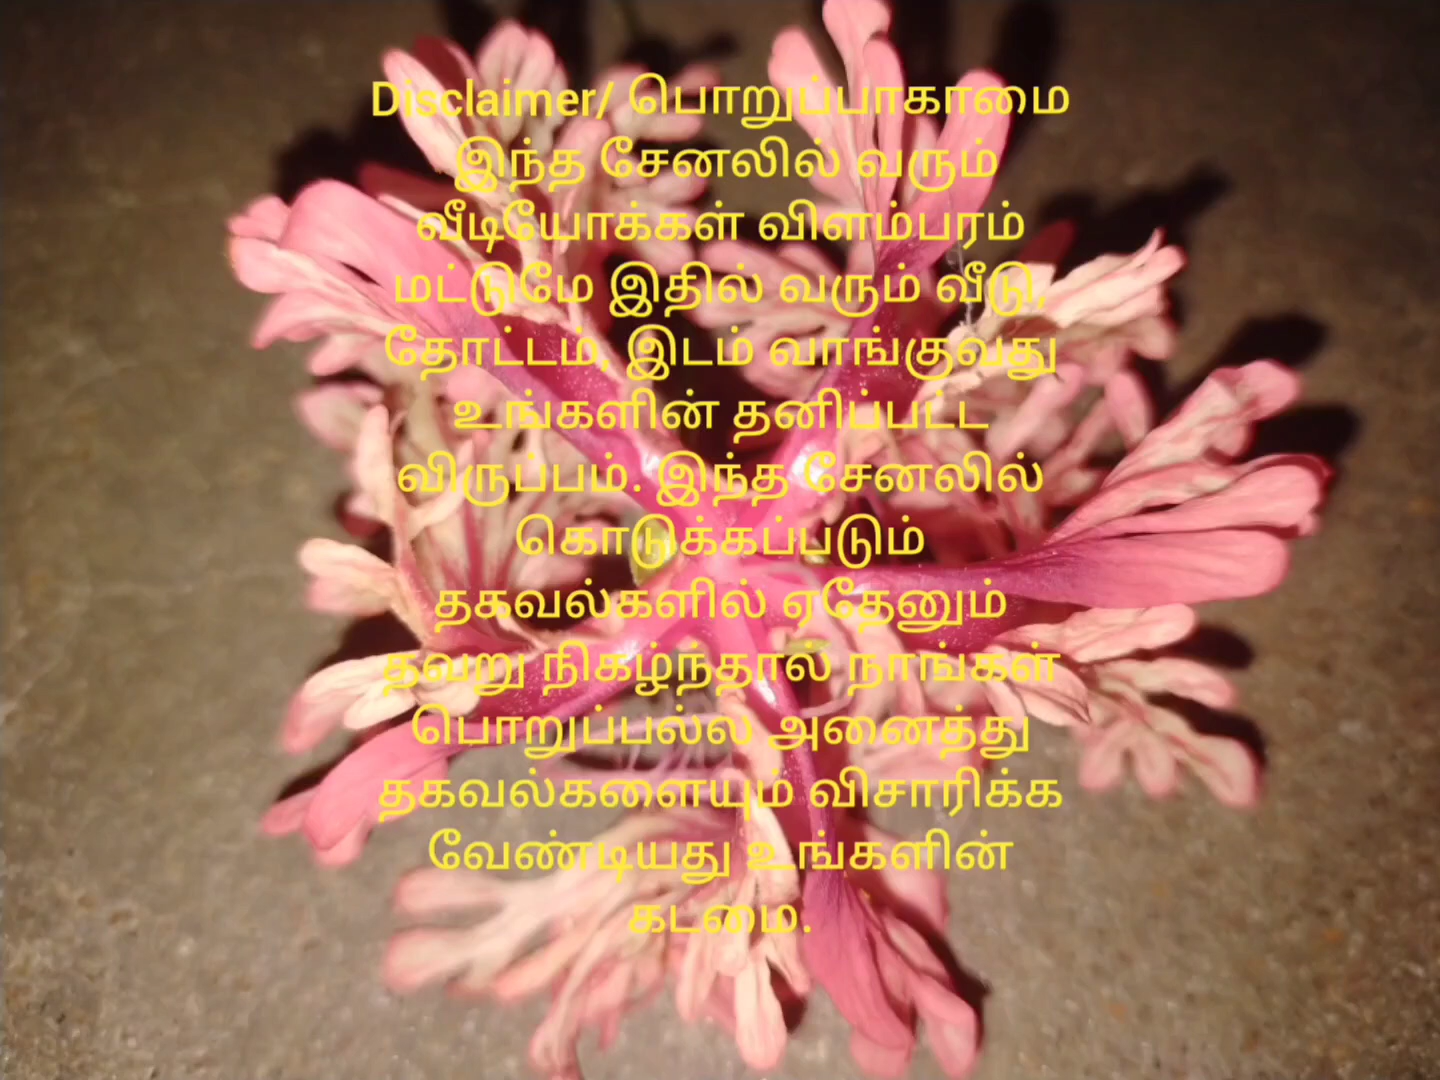 Disclaimer/ பொறுப்பாகாமை
இந்த சேனலில் வரும்
வீடியோக்கள் விளம்பரம்
மட்டுமே இதில் வரும் வீடு,
தோட்டம், இடம் வாங்குவது
உங்களின் தனிப்பட்ட
விருப்பம். இந்த சேனலில்
கொடுக்கப்படும்
தகவல்களில் ஏதேனும்
தவறு நிகழ்ந்தால் நாங்கள்
பொறுப்பல்ல அனைத்து
தகவல்களையும் விசாரிக்க
வேண்டியது உங்களின்
கடமை.